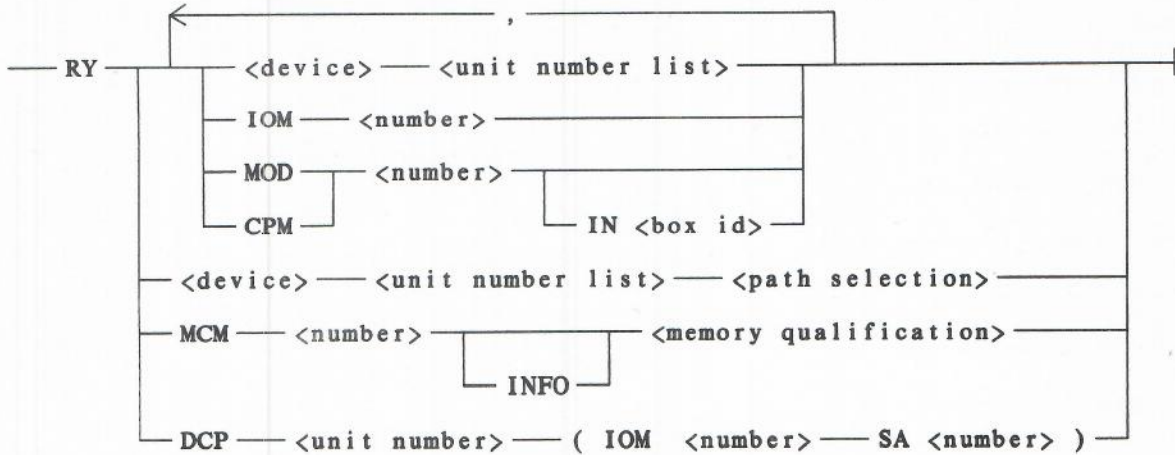 ,
RY <device> <unit number list>
IOM <number>
MOD <number>
CPM IN <box id>
<device> <unit number list> <path selection>
MCM <number> <memory qualification>
INFO
DCP <unit number> ( IOM <number> SA <number> )